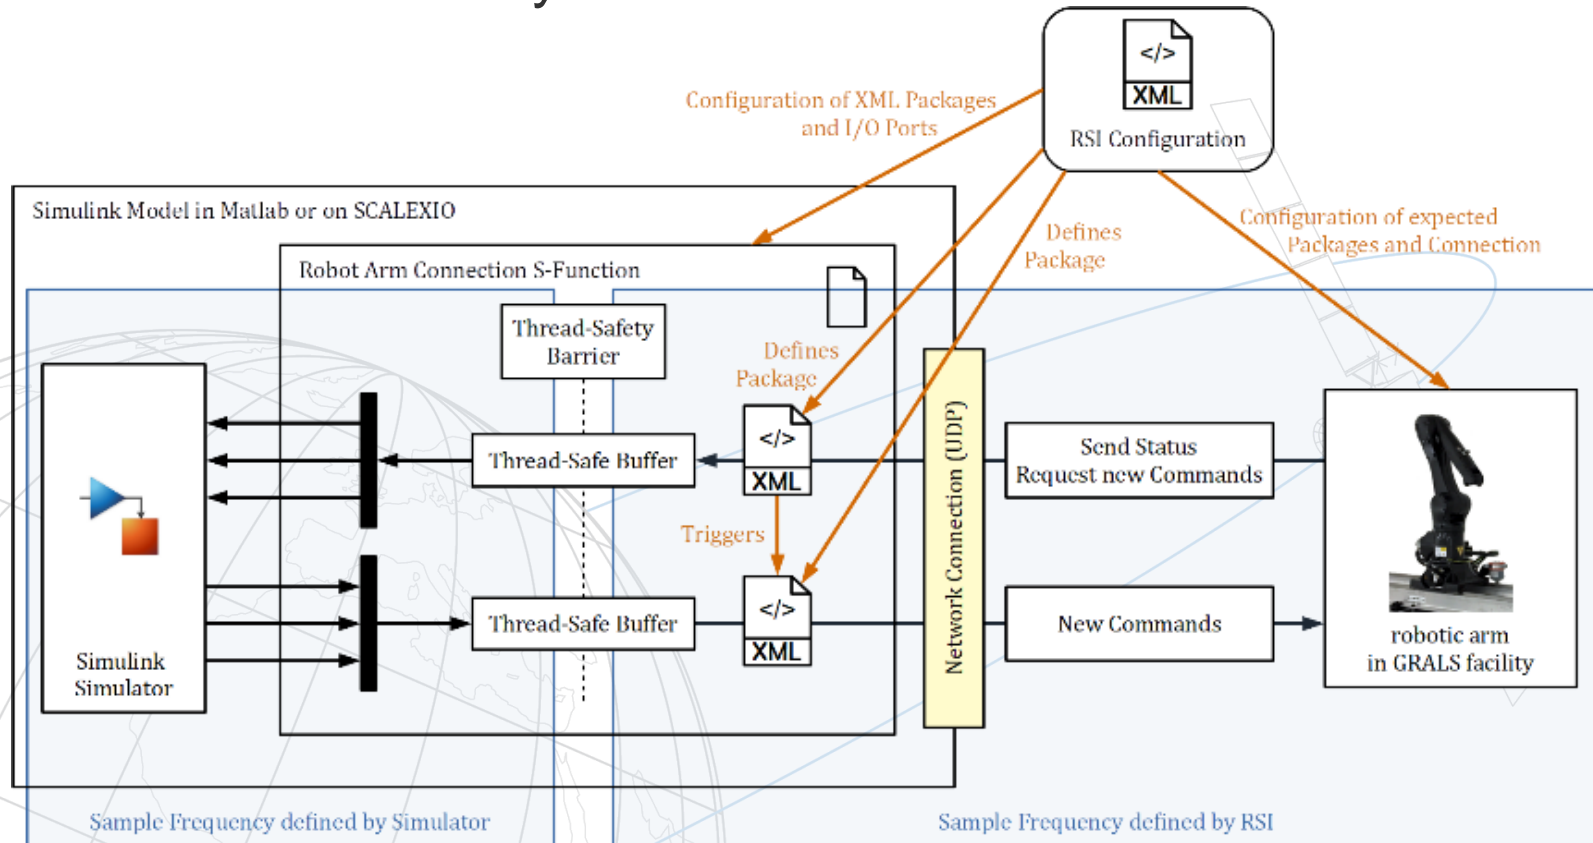 </>
XML
RSI Configuration
Configuration of XML Packages
and I/O Ports
Simulink Model in Matlab or on SCALEXIO
Configuration of expected
Packages and Connection
Defines
Package
Robot Arm Connection S-Function
Thread-Safety
Barrier
Defines
Package
</>
XML
Thread-Safe Buffer
Network Connection (UDP)
Send Status
Request new Commands
Triggers
</>
XML
Thread-Safe Buffer
New Commands
Simulink
Simulator
robotic arm
in GRALS facility
Sample Frequency defined by Simulator
Sample Frequency defined by RSI